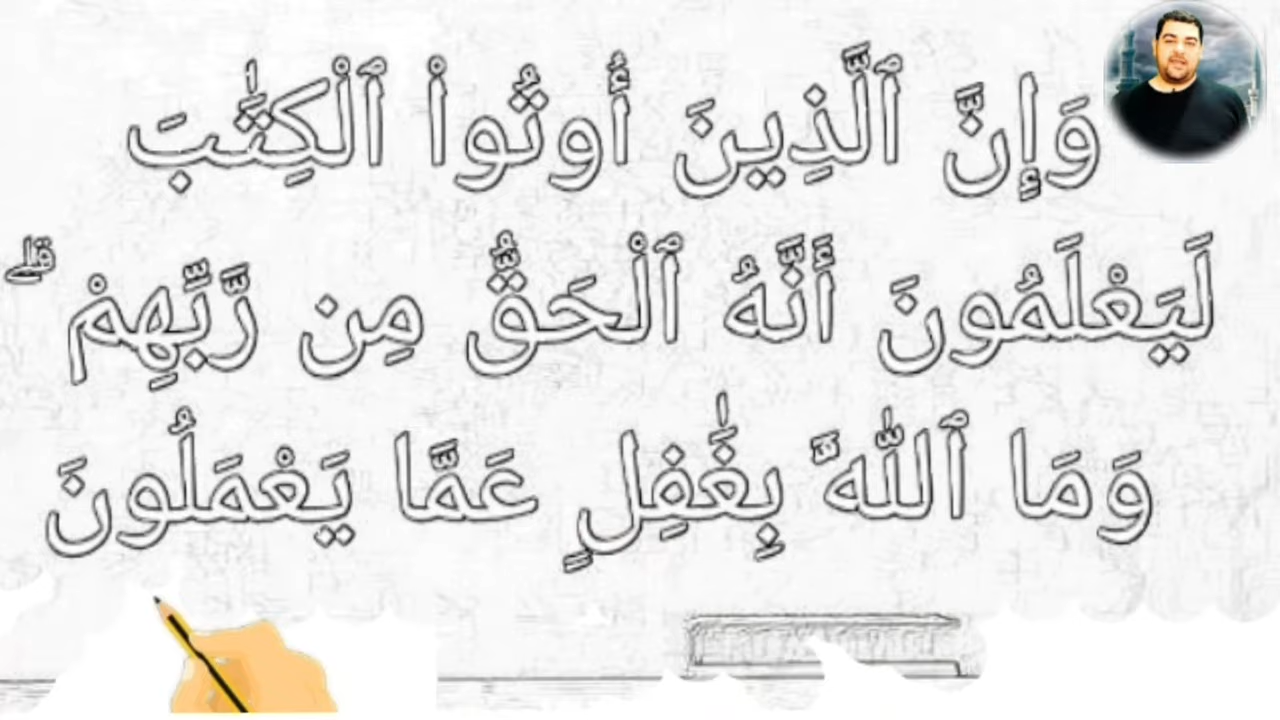 وَإِنَّ ٱلَّذِينَ أُوتُوا۟ ٱلْكِتَٰبَ
لَيَعْلَمُونَ أَنَّهُ ٱلْحَقُّ مِن رَّبِّهِمْ ۗ
وَمَا ٱللَّهُ بِغَٰفِلٍ عَمَّا يَعْمَلُونَ